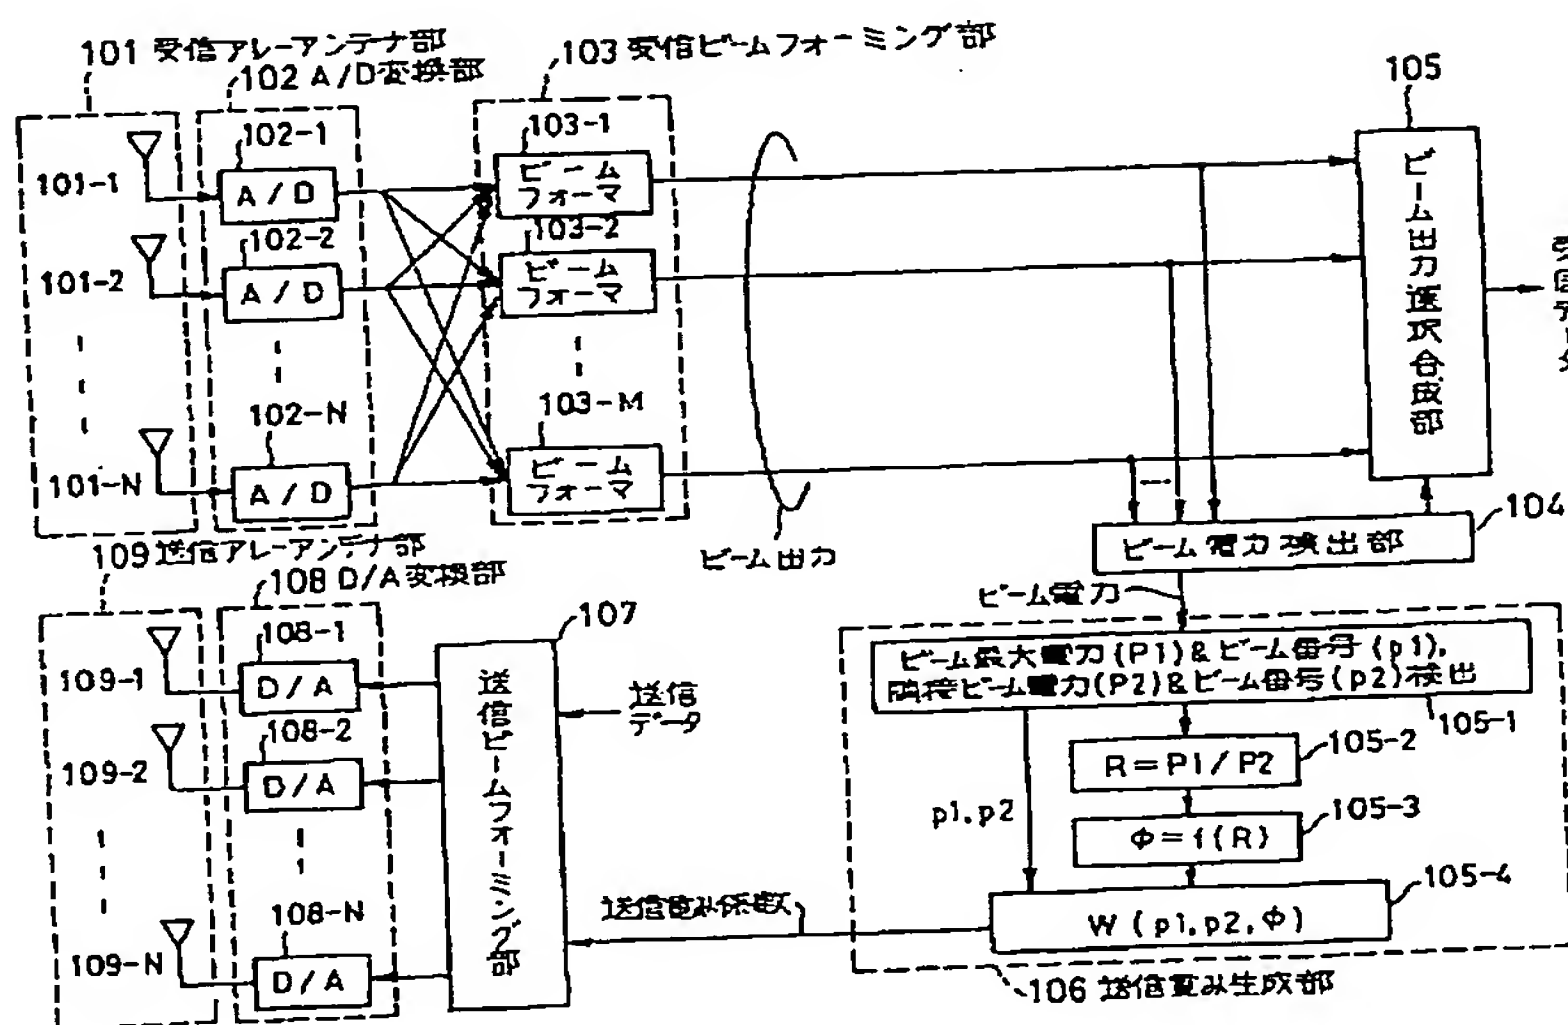 101 受信アレーアンテナ部
102 A/D変換部
103 受信ビームフォーミング部
105
101-1
102-1
A/D
103-1
ビーム
フォーマ
101-2
102-2
A/D
103-2
ビーム
フォーマ
101-N
102-N
A/D
103-M
ビーム
フォーマ
ビーム出力選択合成部
ビーム出力
104
ビーム電力検出部
ビーム電力
109 送信アレーアンテナ部
108 D/A変換部
107
109-1
108-1
D/A
109-2
108-2
D/A
109-N
108-N
D/A
送信ビームフォーミング部
送信
データ
ビーム最大電力(P1)&ビーム番号(p1),
隣接ビーム電力(P2)&ビーム番号(p2)検出
105-1
R=P1/P2
105-2
p1.p2
Φ=f(R)
105-3
W(p1.p2.Φ)
105-4
送信重み係数
106 送信重み生成部